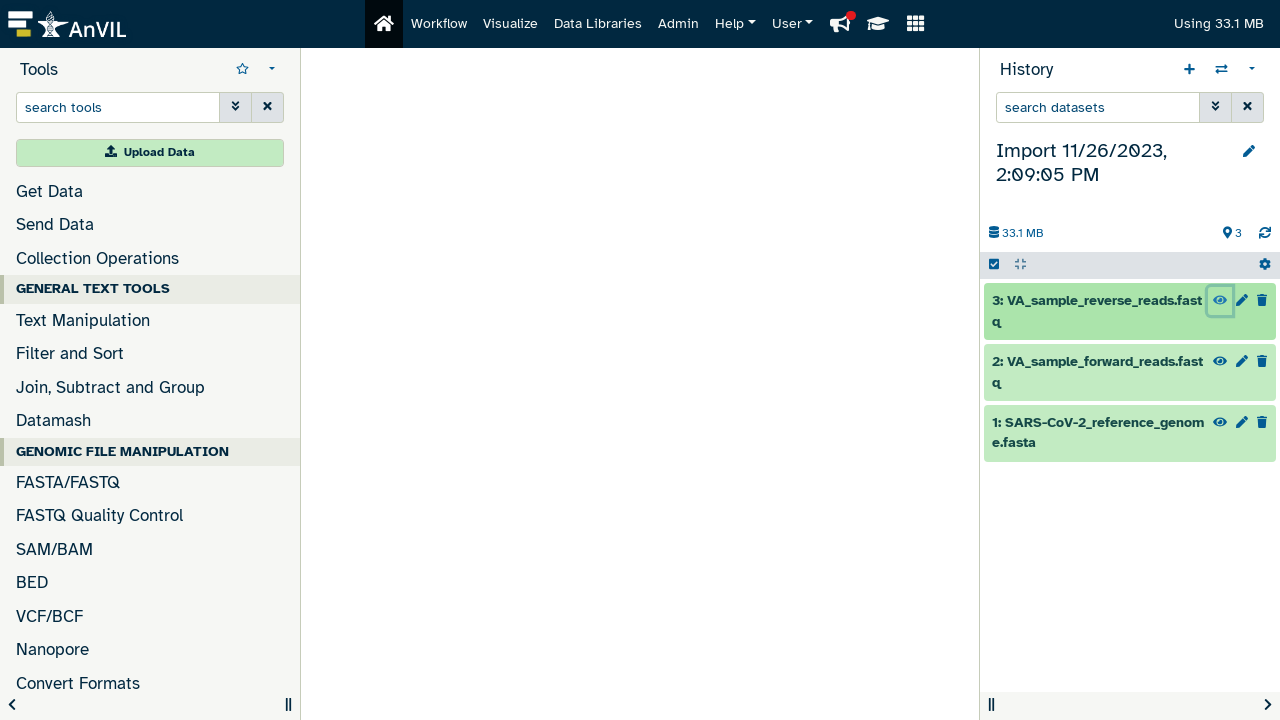 AnVIL
Workflow Visualize Data Libraries Admin Help User Using 33.1 MB
Tools
search tools
Upload Data
Get Data
Send Data
Collection Operations
GENERAL TEXT TOOLS
Text Manipulation
Filter and Sort
Join, Subtract and Group
Datamash
GENOMIC FILE MANIPULATION
FASTA/FASTQ
FASTQ Quality Control
SAM/BAM
BED
VCF/BCF
Nanopore
Convert Formats
History
search datasets
Import 11/26/2023,
2:09:05 PM
33.1 MB 3
3: VA_sample_reverse_reads.fast
q
2: VA_sample_forward_reads.fast
q
1: SARS-CoV-2_reference_genom
e.fasta